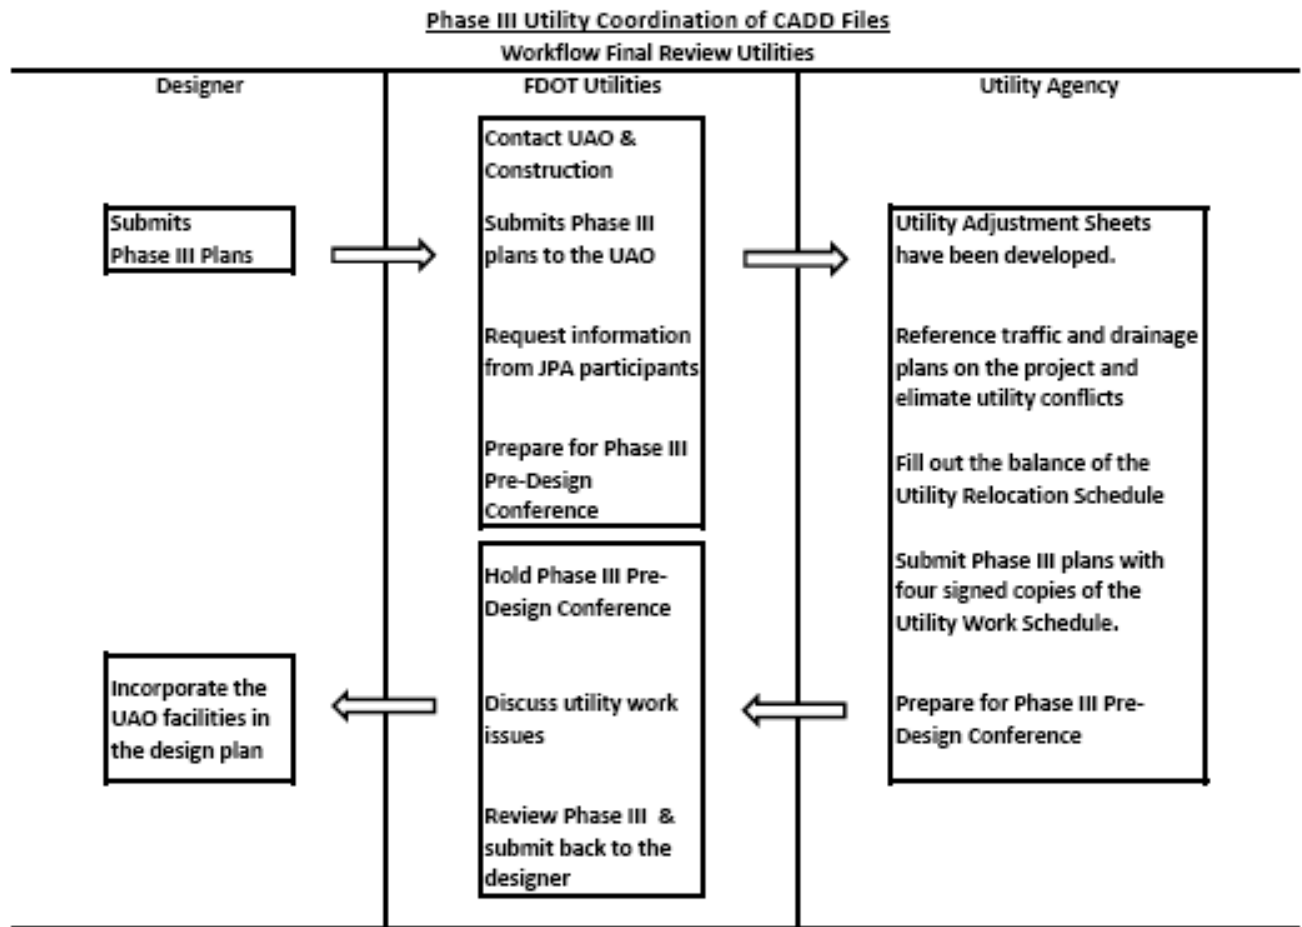 Phase III Utility Coordination of CADD Files
Workflow Final Review Utilities
Designer
FDOT Utilities
Utility Agency
Submits
Phase III Plans
Contact UAO &
Construction
Submits Phase III
plans to the UAO
Request information
from JPA participants
Prepare for Phase III
Pre-Design
Conference
Utility Adjustment Sheets
have been developed.
Reference traffic and drainage
plans on the project and
elimate utility conflicts
Fill out the balance of the
Utility Relocation Schedule
Submit Phase III plans with
four signed copies of the
Utility Work Schedule.
Prepare for Phase III Pre-
Design Conference
Hold Phase III Pre-
Design Conference
Discuss utility work
issues
Review Phase III & 
submit back to the
designer
Incorporate the
UAO facilities in
the design plan